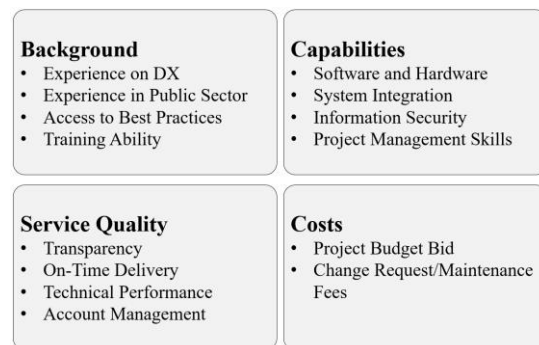 Background
• Experience on DX
• Experience in Public Sector
• Access to Best Practices
• Training Ability
Capabilities
• Software and Hardware
• System Integration
• Information Security
• Project Management Skills
Service Quality
• Transparency
• On-Time Delivery
• Technical Performance
• Account Management
Costs
• Project Budget Bid
• Change Request/Maintenance
Fees